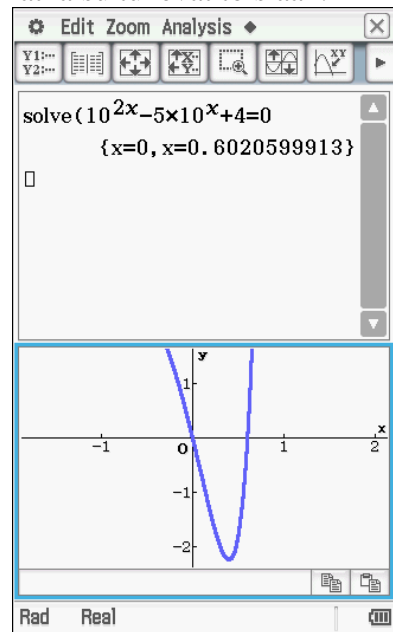 Edit Zoom Analysis ◆
Y1:… Y2:…
XY
solve(10^{2x}−5×10^{x}+4=0
{x=0,x=0.6020599913}
y
1
-1 O 1 2 x
-1
-2
Rad Real